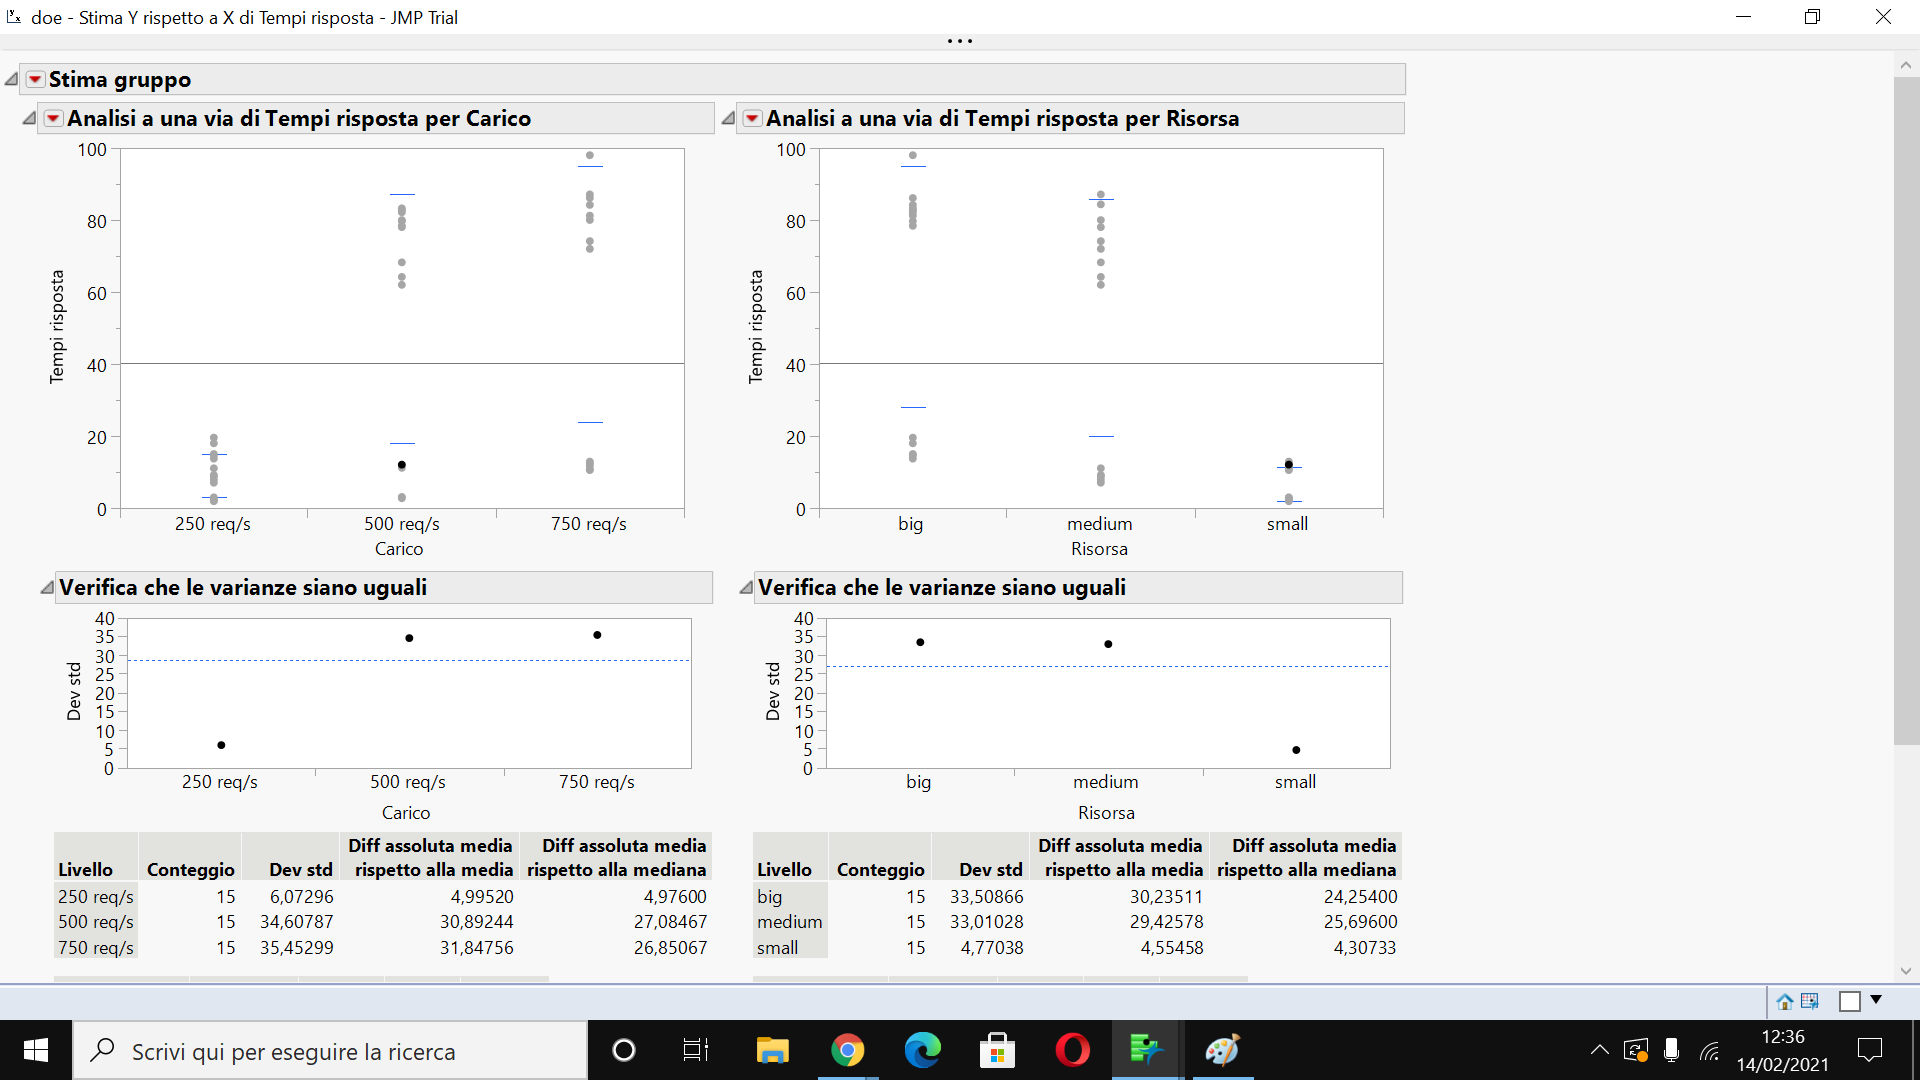 doe - Stima Y rispetto a X di Tempi risposta - JMP Trial
Stima gruppo
Analisi a una via di Tempi risposta per Carico
100
80
60
40
20
0
Tempi risposta
250 req/s
500 req/s
750 req/s
Carico
Verifica che le varianze siano uguali
40
35
30
25
20
15
10
5
0
Dev std
250 req/s
500 req/s
750 req/s
Carico
Livello Conteggio Dev std Diff assoluta media rispetto alla media Diff assoluta media rispetto alla mediana
250 req/s 15 6,07296 4,99520 4,97600
500 req/s 15 34,60787 30,89244 27,08467
750 req/s 15 35,45299 31,84756 26,85067
Analisi a una via di Tempi risposta per Risorsa
100
80
60
40
20
0
Tempi risposta
big
medium
small
Risorsa
Verifica che le varianze siano uguali
40
35
30
25
20
15
10
5
0
Dev std
big
medium
small
Risorsa
Livello Conteggio Dev std Diff assoluta media rispetto alla media Diff assoluta media rispetto alla mediana
big 15 33,50866 30,23511 24,25400
medium 15 33,01028 29,42578 25,69600
small 15 4,77038 4,55458 4,30733
Scrivi qui per eseguire la ricerca
12:36
14/02/2021